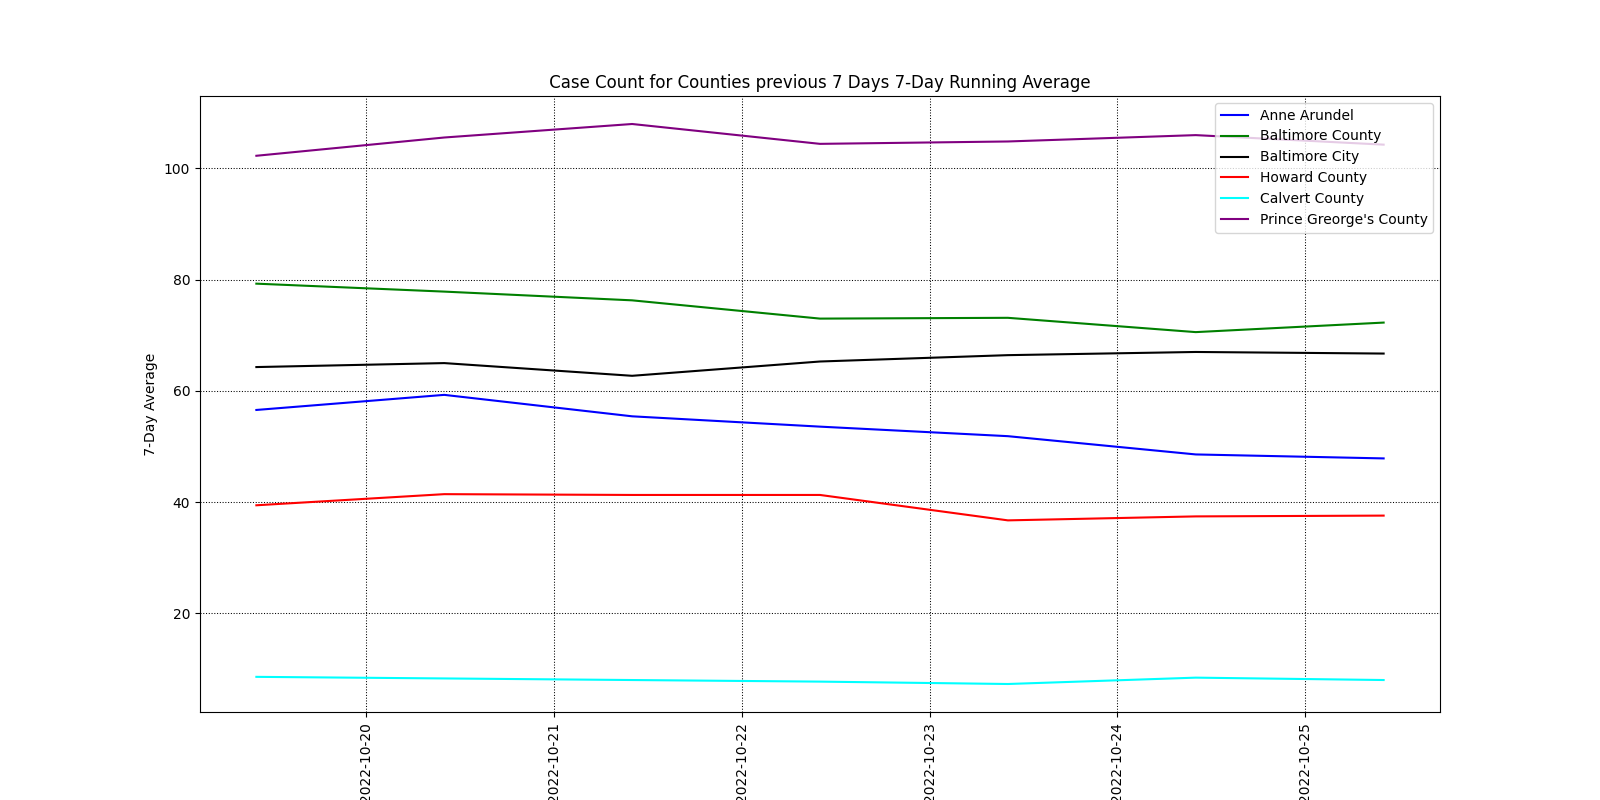 Case Count for Counties previous 7 Days 7-Day Running Average
Anne Arundel
Baltimore County
Baltimore City
Howard County
Calvert County
Prince Greorge's County
7-Day Average
100
80
60
40
20
2022-10-20
2022-10-21
2022-10-22
2022-10-23
2022-10-24
2022-10-25